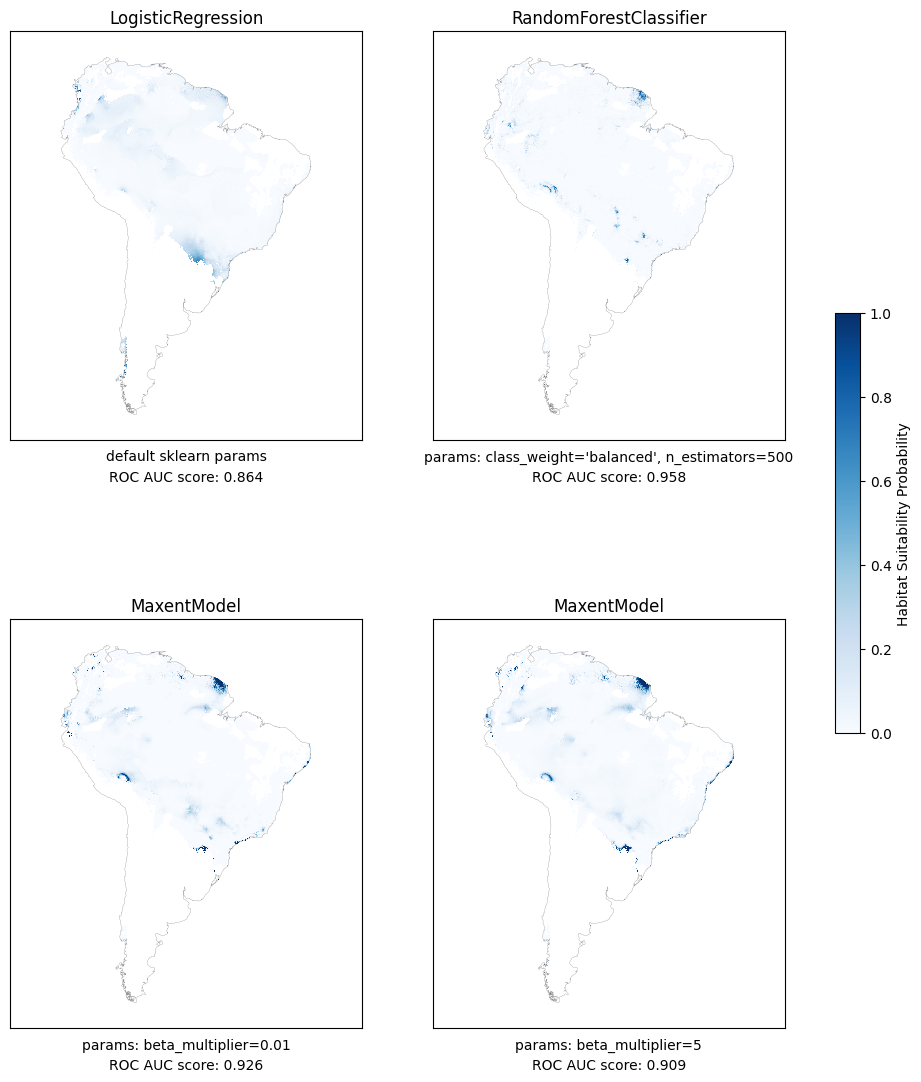 LogisticRegression
RandomForestClassifier
default sklearn params
ROC AUC score: 0.864
params: class_weight='balanced', n_estimators=500
ROC AUC score: 0.958
MaxentModel
MaxentModel
params: beta_multiplier=0.01
ROC AUC score: 0.926
params: beta_multiplier=5
ROC AUC score: 0.909
1.0
0.8
0.6
0.4
0.2
0.0
Habitat Suitability Probability